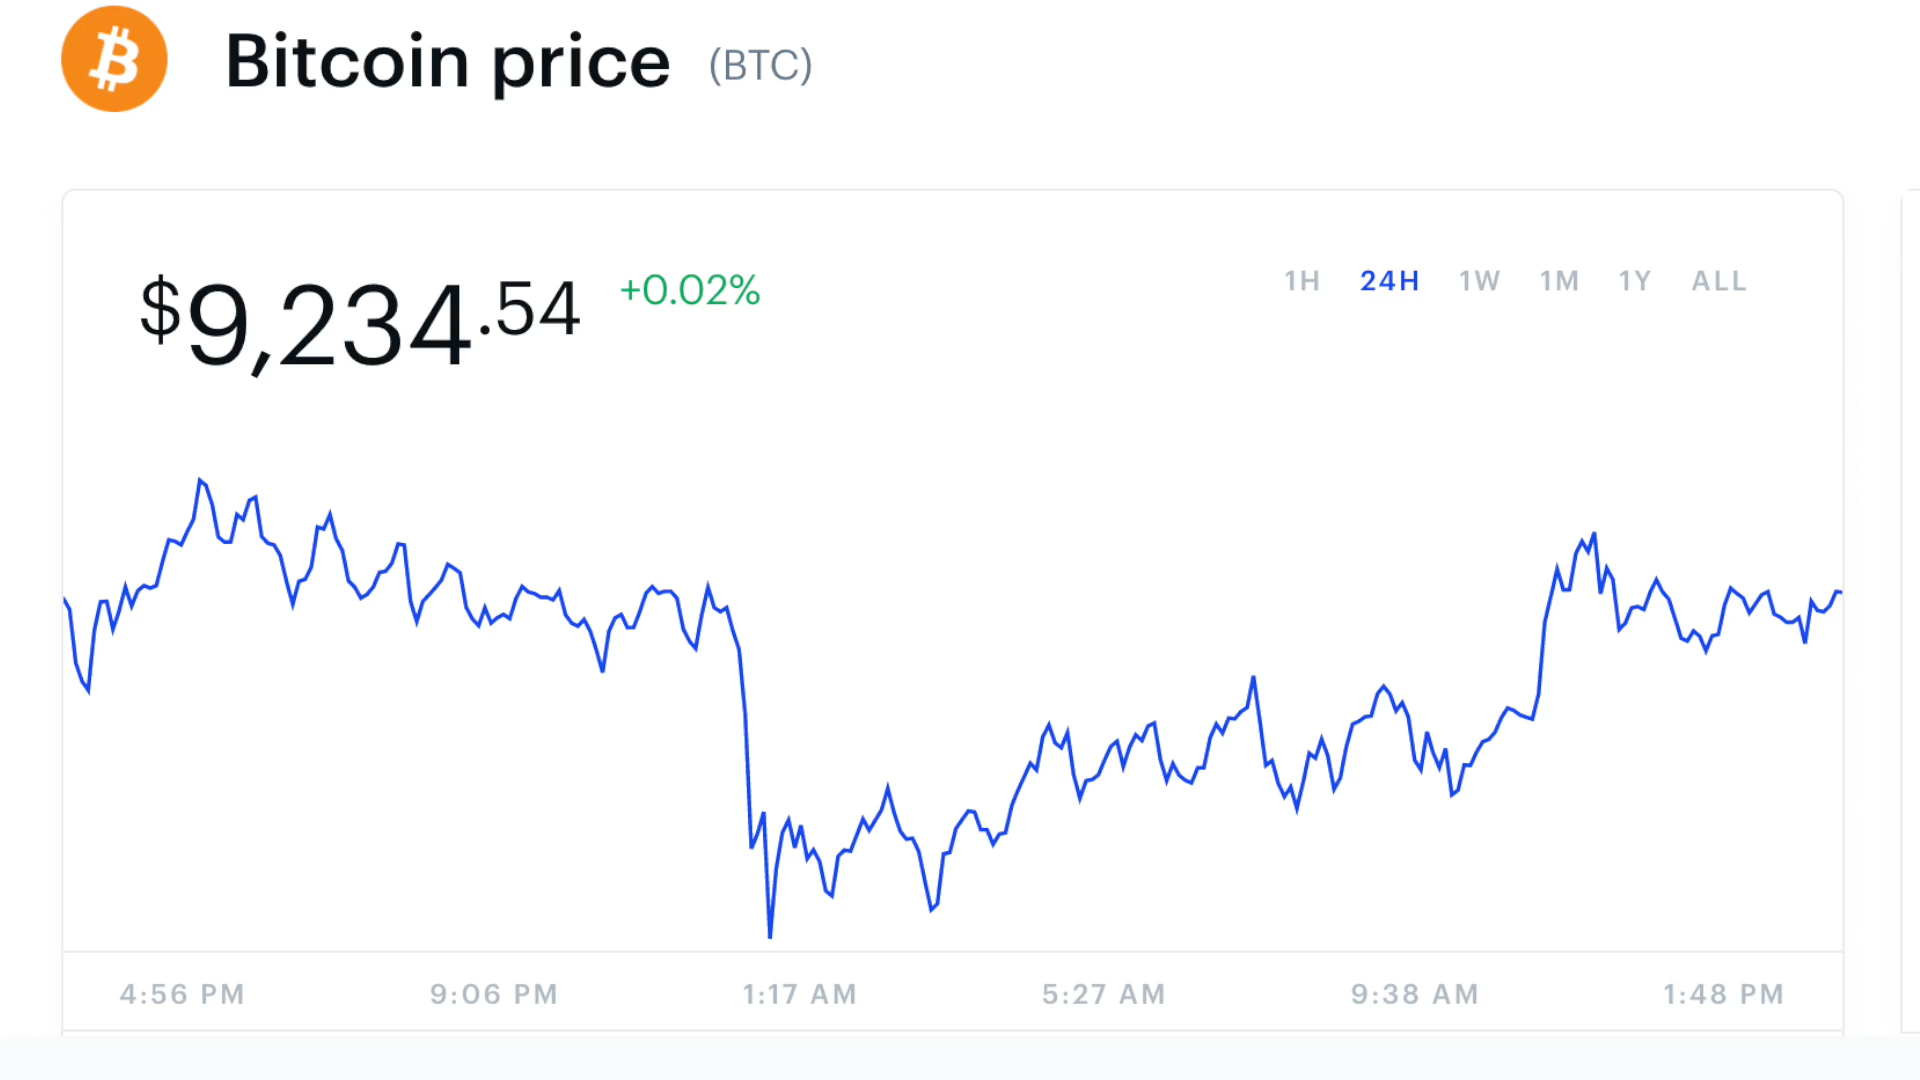 Bitcoin price (BTC)
$9,234.54 +0.02%
1H 24H 1W 1M 1Y ALL
4:56 PM 9:06 PM 1:17 AM 5:27 AM 9:38 AM 1:48 PM